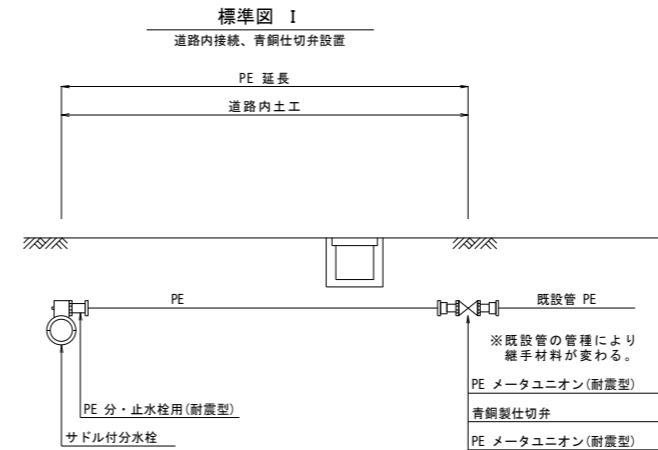 標準図 I
道路内接続、青銅仕切弁設置
PE 延長
道路内土工
PE
既設管 PE
※既設管の管種により
継手材料が変わる。
PE メータユニオン(耐震型)
PE 分・止水栓用(耐震型)
青銅製仕切弁
サドル付分水栓
PE メータユニオン(耐震型)